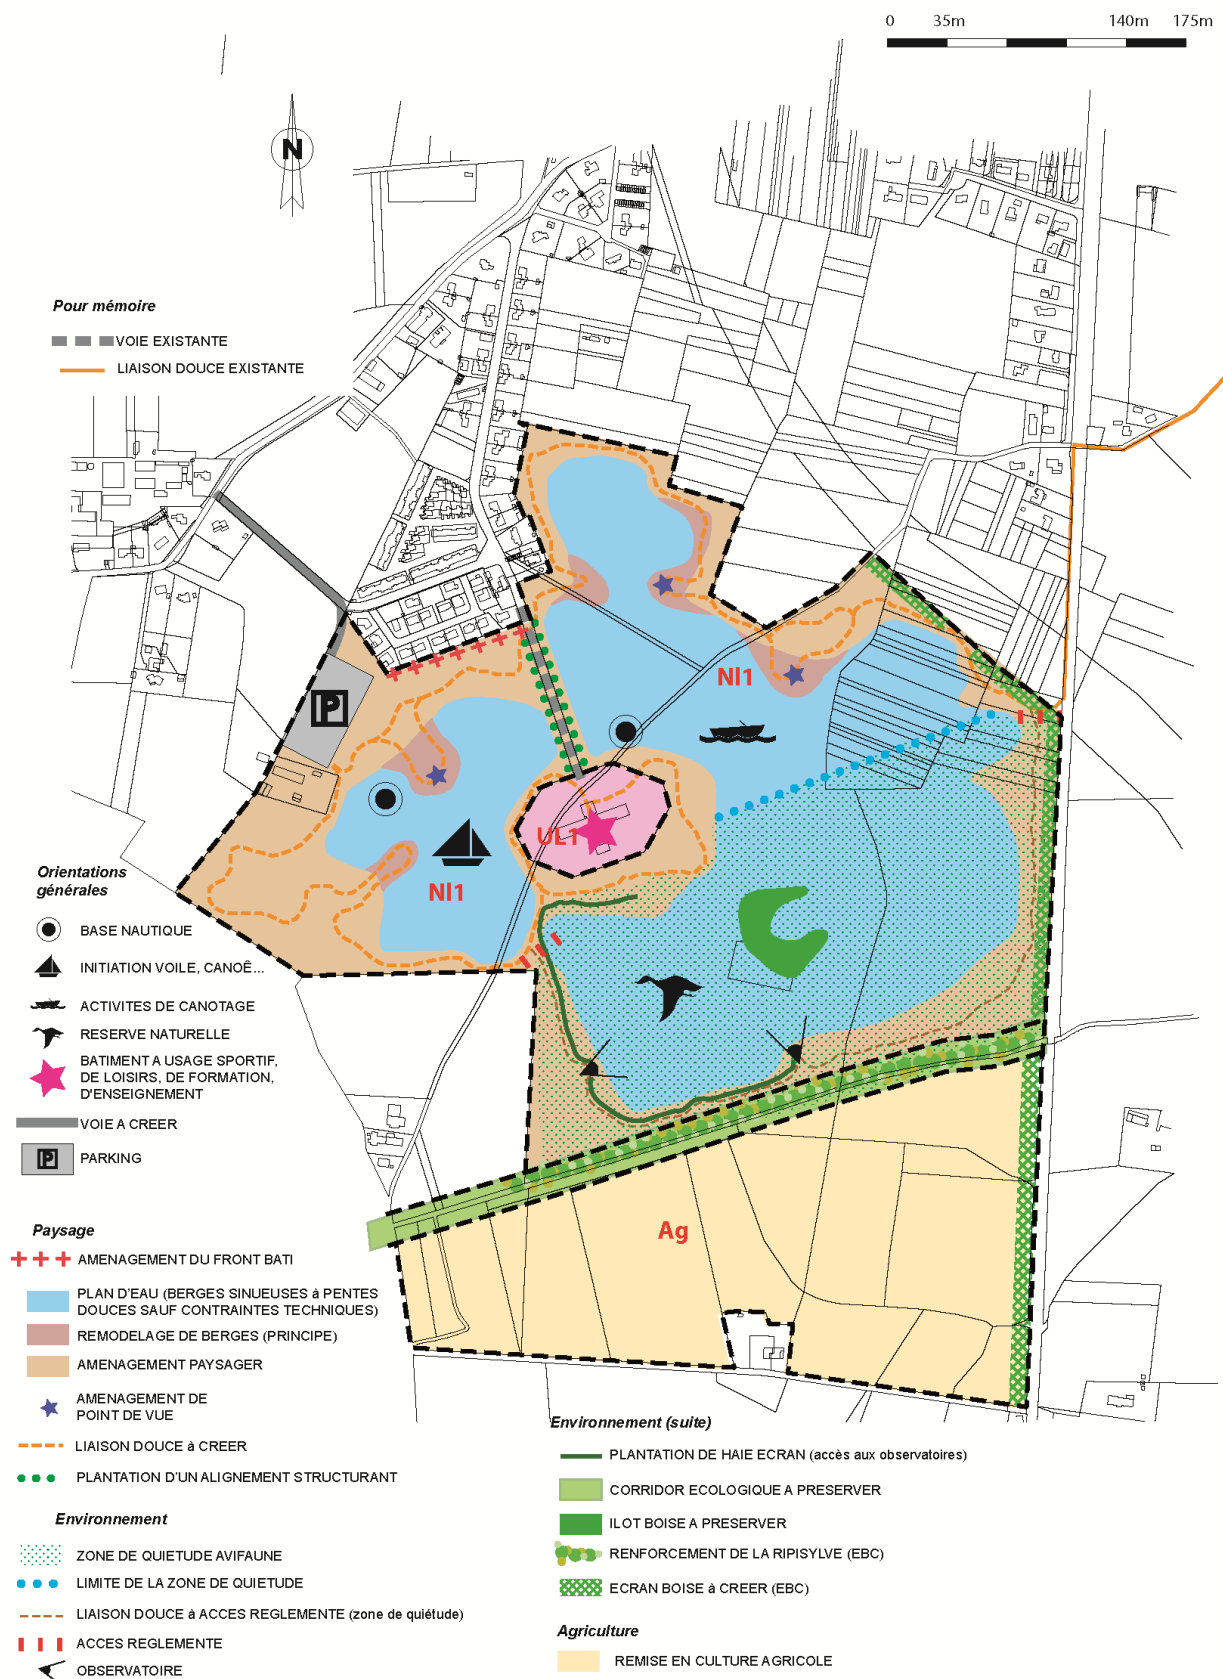 0 35m 140m 175m
N
Pour mémoire
VOIE EXISTANTE
LIAISON DOUCE EXISTANTE
Nl1
P
UL1
Nl1
Ag
Orientations
générales
BASE NAUTIQUE
INITIATION VOILE, CANOË...
ACTIVITES DE CANOTAGE
RESERVE NATURELLE
BATIMENT A USAGE SPORTIF,
DE LOISIRS, DE FORMATION,
D'ENSEIGNEMENT
VOIE A CREER
P PARKING
Paysage
AMENAGEMENT DU FRONT BATI
PLAN D'EAU (BERGES SINUEUSES à PENTES
DOUCES SAUF CONTRAINTES TECHNIQUES)
REMODELAGE DE BERGES (PRINCIPE)
AMENAGEMENT PAYSAGER
AMENAGEMENT DE
POINT DE VUE
LIAISON DOUCE à CREER
PLANTATION D'UN ALIGNEMENT STRUCTURANT
Environnement
ZONE DE QUIETUDE AVIFAUNE
LIMITE DE LA ZONE DE QUIETUDE
LIAISON DOUCE à ACCES REGLEMENTE (zone de quiétude)
ACCES REGLEMENTE
OBSERVATOIRE
Environnement (suite)
PLANTATION DE HAIE ECRAN (accès aux observatoires)
CORRIDOR ECOLOGIQUE A PRESERVER
ILOT BOISE A PRESERVER
RENFORCEMENT DE LA RIPISYLVE (EBC)
ECRAN BOISE à CREER (EBC)
Agriculture
REMISE EN CULTURE AGRICOLE